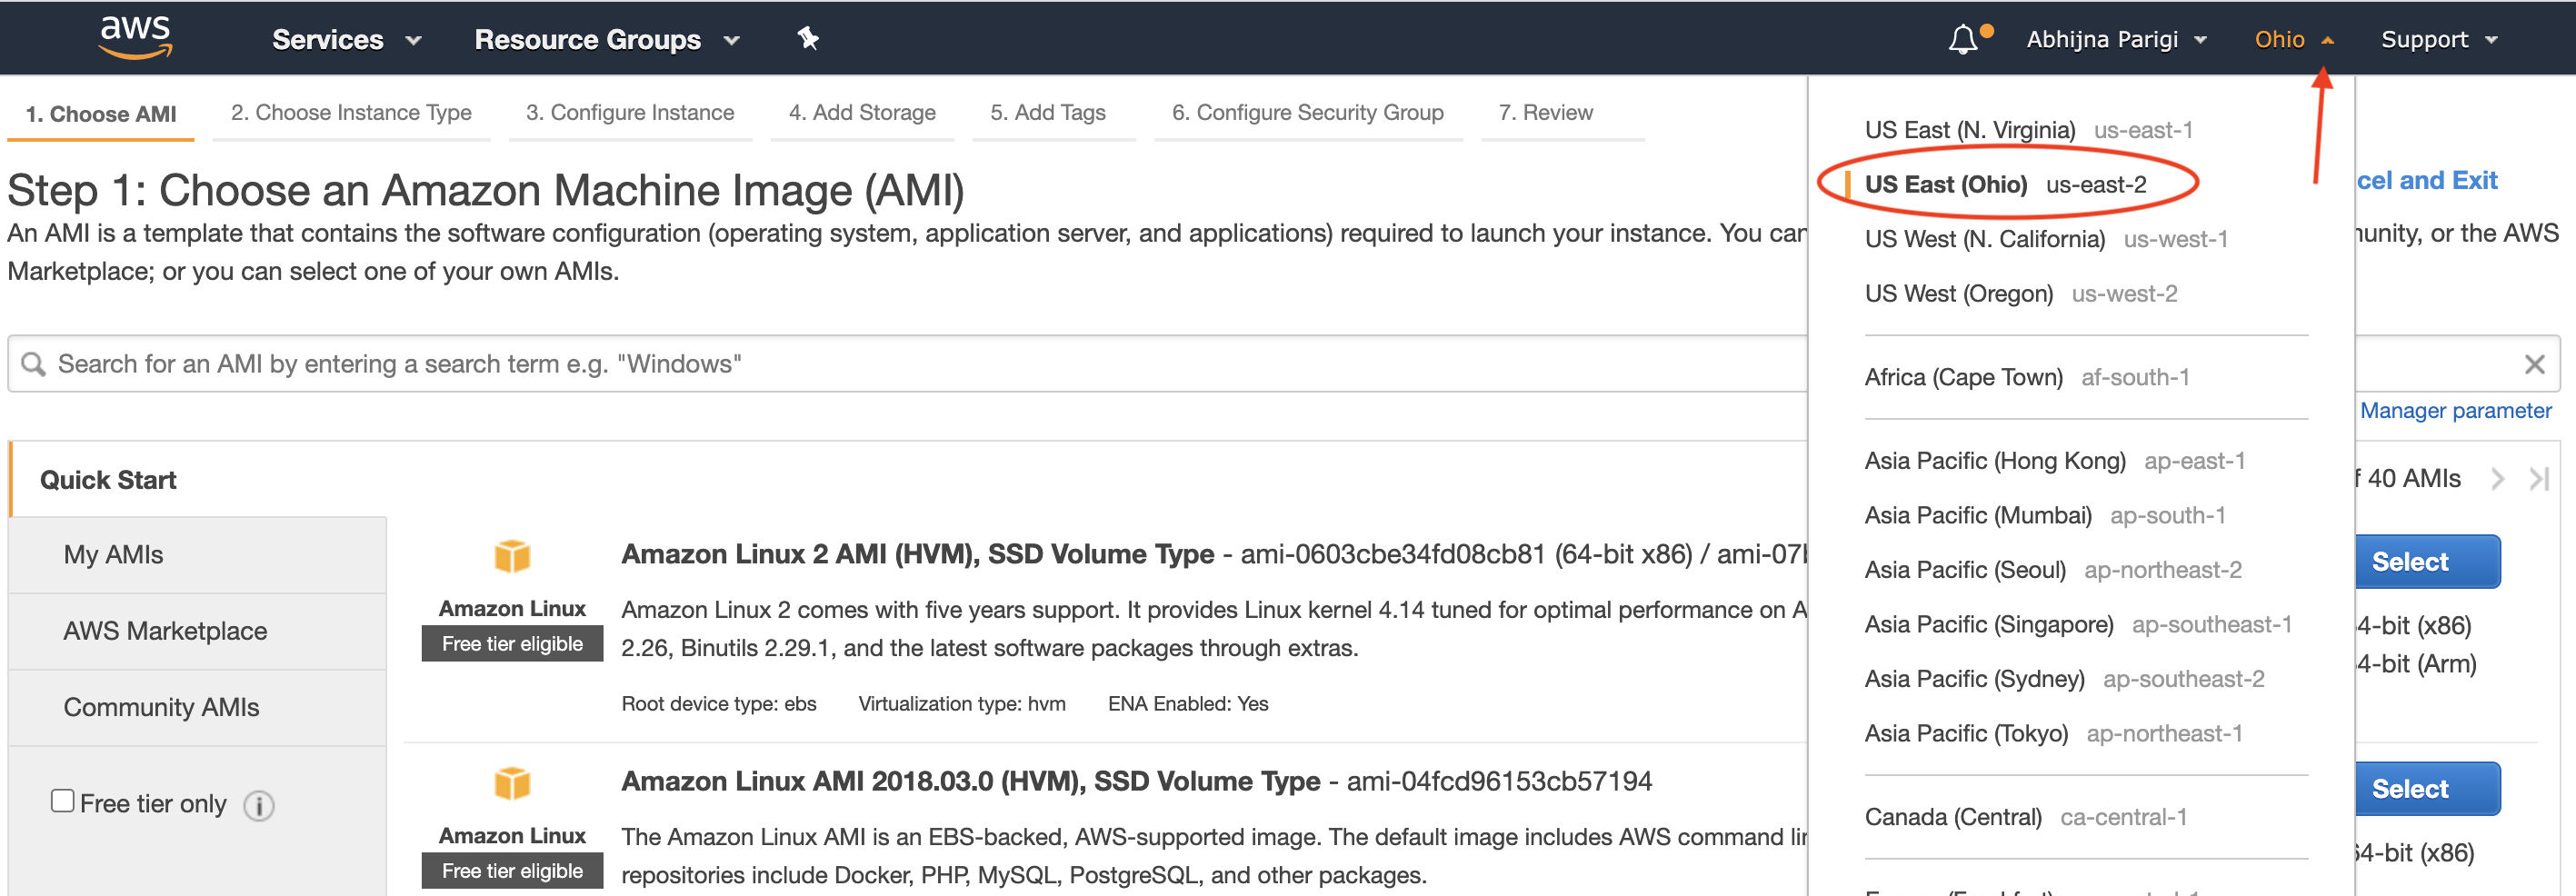 aws Services Resource Groups Abhijna Parigi Ohio Support
1. Choose AMI 2. Choose Instance Type 3. Configure Instance 4. Add Storage 5. Add Tags 6. Configure Security Group 7. Review
US East (N. Virginia) us-east-1
US East (Ohio) us-east-2
US West (N. California) us-west-1
US West (Oregon) us-west-2
Africa (Cape Town) af-south-1
Asia Pacific (Hong Kong) ap-east-1
Asia Pacific (Mumbai) ap-south-1
Asia Pacific (Seoul) ap-northeast-2
Asia Pacific (Singapore) ap-southeast-1
Asia Pacific (Sydney) ap-southeast-2
Asia Pacific (Tokyo) ap-northeast-1
Canada (Central) ca-central-1
Step 1: Choose an Amazon Machine Image (AMI)
cel and Exit
An AMI is a template that contains the software configuration (operating system, application server, and applications) required to launch your instance. You can
or the AWS
Marketplace; or you can select one of your own AMIs.
Search for an AMI by entering a search term e.g. "Windows"
Manager parameter
Quick Start
My AMIs
AWS Marketplace
Community AMIs
Free tier only
40 AMIs
Amazon Linux
Free tier eligible
Amazon Linux 2 AMI (HVM), SSD Volume Type - ami-0603cbe34fd08cb81 (64-bit x86) / ami-07
Amazon Linux 2 comes with five years support. It provides Linux kernel 4.14 tuned for optimal performance on A
2.26, Binutils 2.29.1, and the latest software packages through extras.
Root device type: ebs Virtualization type: hvm ENA Enabled: Yes
Select
4-bit (x86)
4-bit (Arm)
Amazon Linux
Free tier eligible
Amazon Linux AMI 2018.03.0 (HVM), SSD Volume Type - ami-04fcd96153cb57194
The Amazon Linux AMI is an EBS-backed, AWS-supported image. The default image includes AWS command
repositories include Docker, PHP, MySQL, PostgreSQL, and other packages.
Select
64-bit (x86)